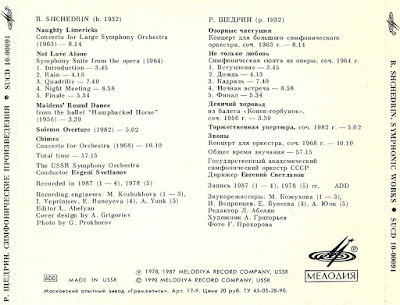 Р. ЩЕДРИН. СИМФОНИЧЕСКИЕ ПРОИЗВЕДЕНИЯ ★ SUCD 10-00091
R. SHCHEDRIN (b. 1932)
Naughty Limericks
Concerto for Large Symphony Orchestra
(1963) — 8.14
Not Love Alone
Symphony Suite from the opera (1964)
1. Introduction — 3.45
2. Rain — 4.13
3. Quadrille — 7.40
4. Night Meeting — 8.58
5. Finale — 5.34
Maidens' Round Dance
from the ballet "Humpbacked Horse"
(1956) — 3.39
Solemn Overture (1982) — 5.02
Chimes
Concerto for Orchestra (1968) — 10.10
Total time — 57.15
The USSR Symphony Orchestra
Conductor Evgeni Svetlanov
Recorded in 1987 (1—4), 1978 (5)
Recording engineers: M. Kozhukhova (1—3),
I. Veprintsev, E. Buneyeva (4), A. Yunk (5)
Editor L. Abelyan
Cover design by A. Grigoriev
Photo by G. Prokhorov
Р. ЩЕДРИН (р. 1932)
Озорные частушки
Концерт для большого симфонического
оркестра, соч. 1963 г. — 8.14
Не только любовь
Симфоническая сюита из оперы, соч. 1964 г.
1. Вступление — 3.45
2. Дождь — 4.13
3. Кадриль — 7.40
4. Ночная встреча — 8.58
5. Финал — 5.34
Девичий хоровод
из балета «Конек-горбунок»,
соч. 1956 г. — 3.39
Торжественная увертюра, соч. 1982 г. — 5.02
Звоны
Концерт для оркестра, соч. 1968 г. — 10.10
Общее время звучания — 57.15
Государственный академический
симфонический оркестр СССР
Дирижер Евгений Светланов
Запись 1987 (1—4), 1978 (5) гг. ADD
Звукорежиссеры: М. Кожухова (1—3),
И. Вепринцев, Е. Бунеева (4), А. Юнк (5)
Редактор Л. Абелян
Художник А. Григорьев
Фото Г. Прохорова
МЕЛОДИЯ
MADE IN USSR
℗ 1978, 1987 MELODIYA RECORD COMPANY, USSR
© 1990 MELODIYA RECORD COMPANY, USSR
Московский опытный завод «Грамзапись». Арт. 17-9. Цена 20 руб. ТУ 43-03-28-90.
R. SHCHEDRIN. SYMPHONIC WORKS ★ SUCD 10-00091